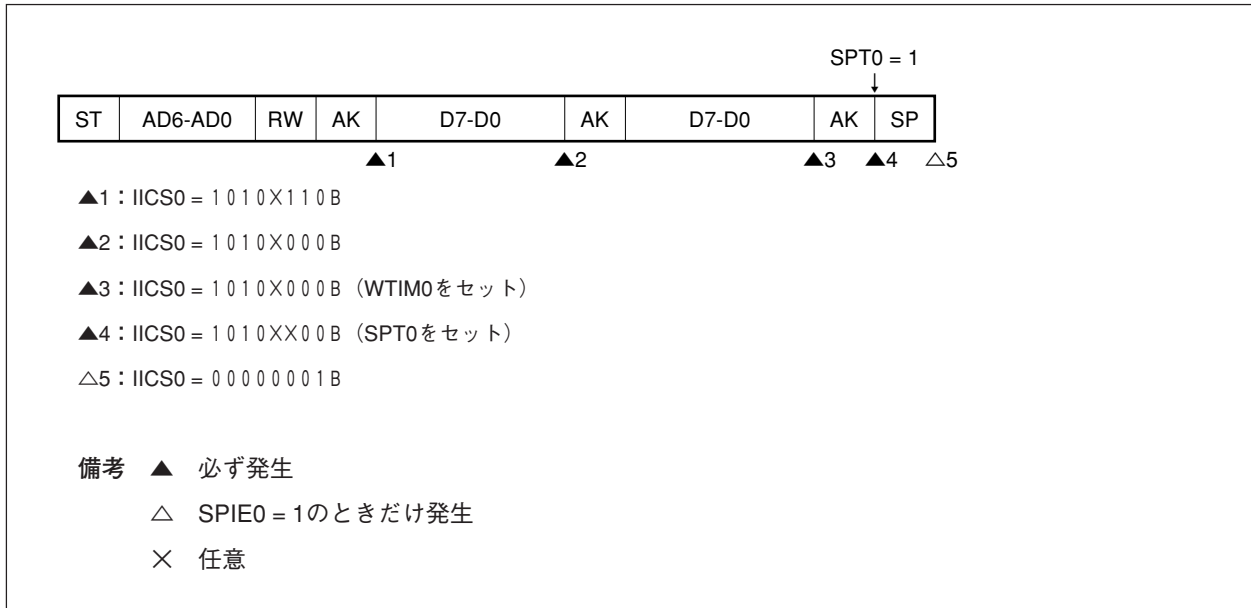 SPT0 = 1
↓
ST AD6-AD0 RW AK D7-D0 AK D7-D0 AK SP
▲1 ▲2 ▲3 ▲4 △5
▲1：IICS0 = 1010X110B
▲2：IICS0 = 1010X000B
▲3：IICS0 = 1010X000B（WTIM0をセット）
▲4：IICS0 = 1010XX00B（SPT0をセット）
△5：IICS0 = 00000001B
備考 ▲ 必ず発生
△ SPIE0 = 1のときだけ発生
× 任意